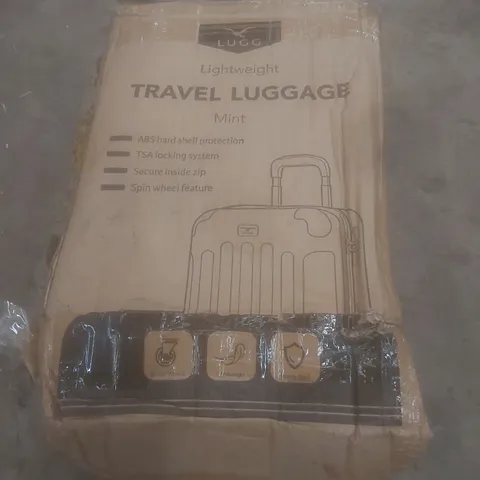 LUGG
Lightweight
TRAVEL LUGGAGE
Mint
ABS hard shell protection
TSA locking system
Secure inside zip
Spin wheel feature